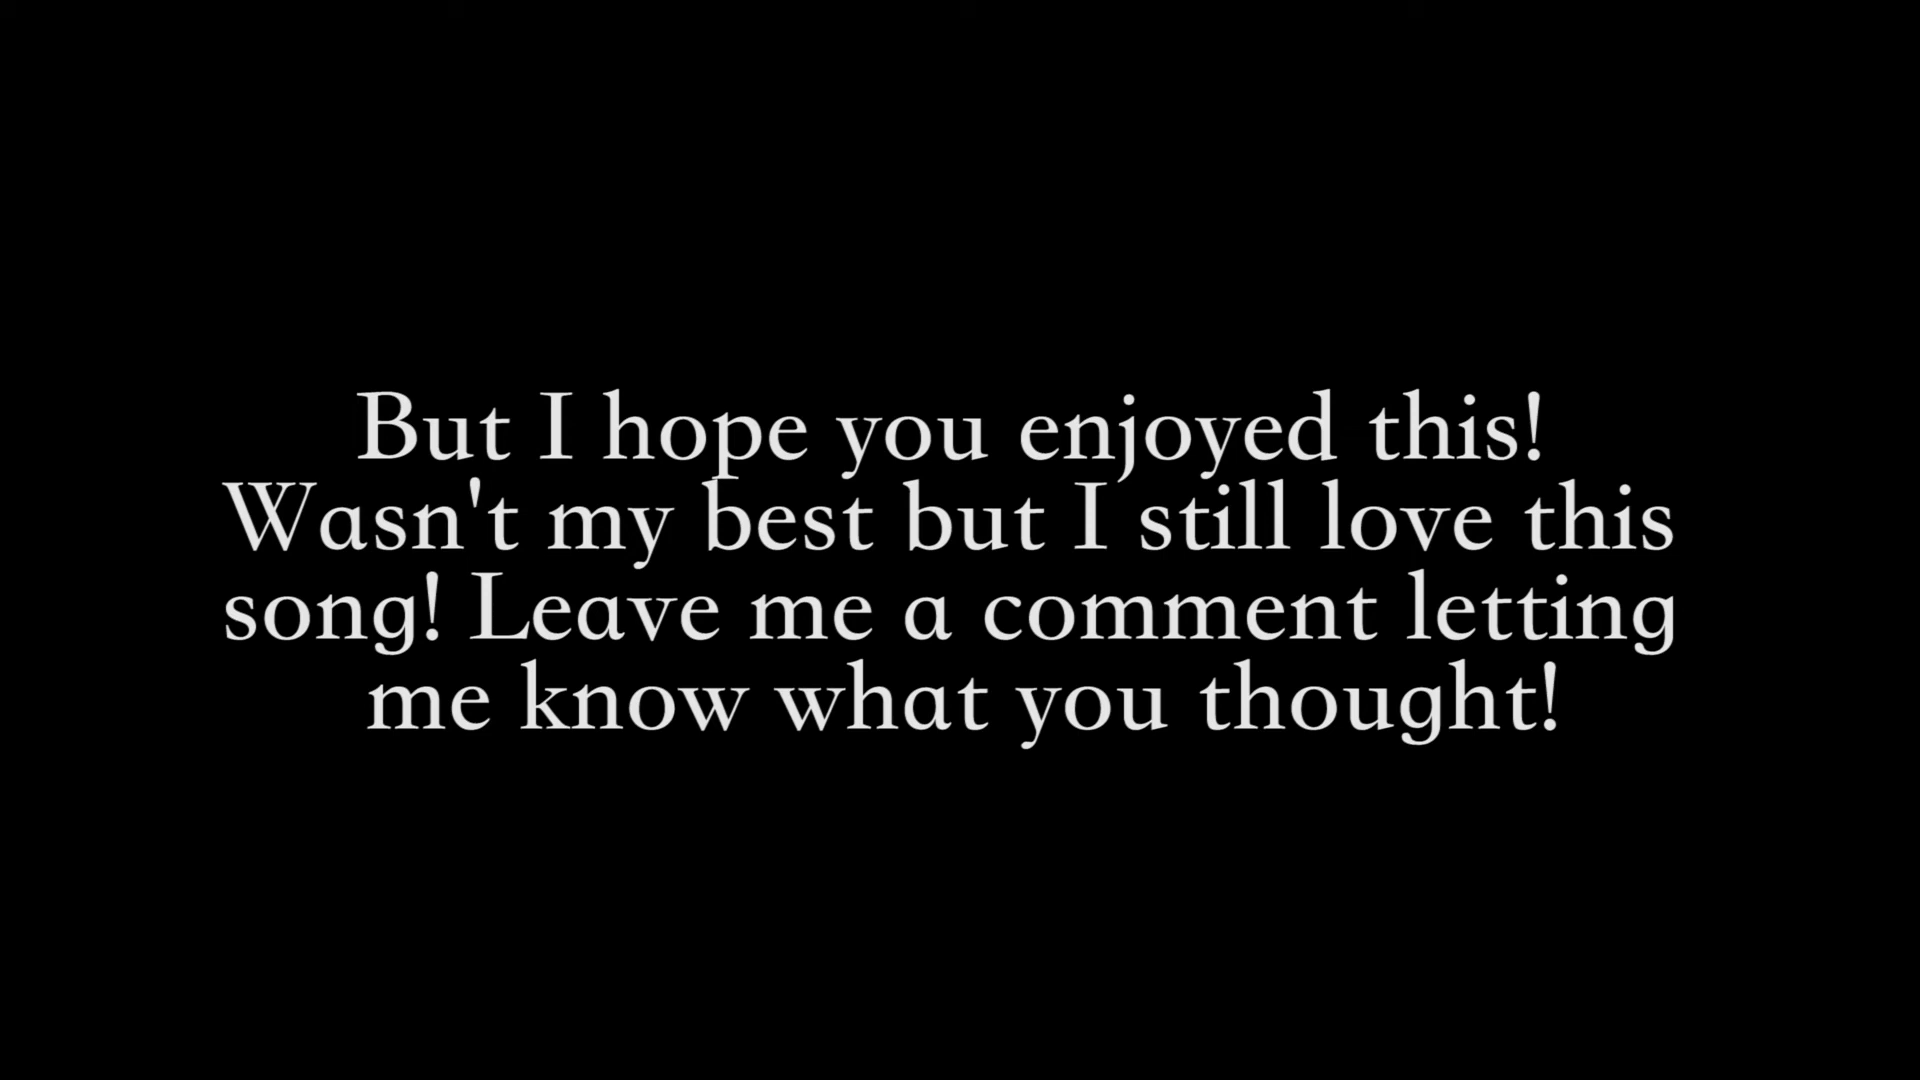 But I hope you enjoyed this!
Wasn't my best but I still love this
song! Leave me a comment letting
me know what you thought!